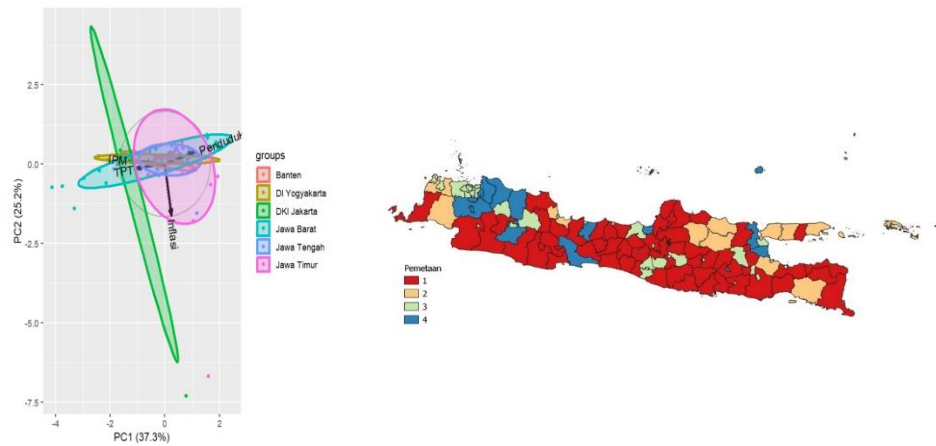 2.5
0.0
-2.5
-5.0
-7.5
-4
-2
0
2
PC1 (37.3%)
PC2 (25.2%)
IPM
TPT
Penduduk
Inflasi
groups
Banten
DI Yogyakarta
DKI Jakarta
Jawa Barat
Jawa Tengah
Jawa Timur
Pemetaan
1
2
3
4